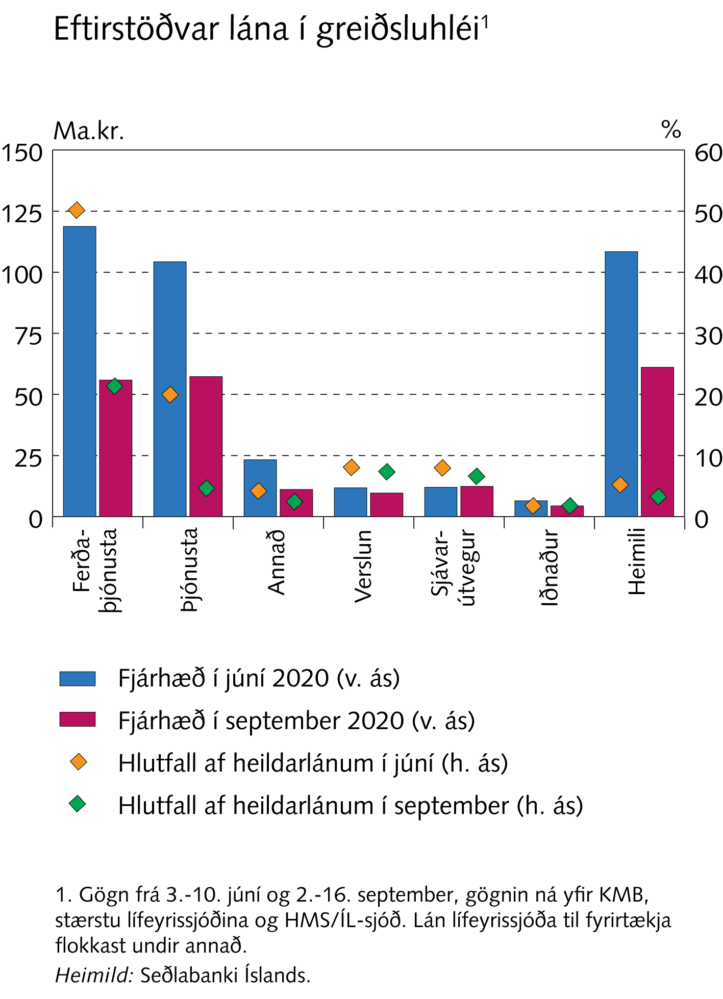 Eftirstöðvar lána í greiðsluhléi¹
Ma.kr.
%
150
125
100
75
50
25
0
60
50
40
30
20
10
0
Ferða-
þjónusta
Þjónusta
Annað
Verslun
Sjávar-
útvegur
Iðnaður
Heimili
Fjárhæð í júní 2020 (v. ás)
Fjárhæð í september 2020 (v. ás)
Hlutfall af heildarlánum í júní (h. ás)
Hlutfall af heildarlánum í september (h. ás)
1. Gögn frá 3.-10. júní og 2.-16. september, gögnin ná yfir KMB,
stærstu lífeyrissjóðina og HMS/ÍL-sjóð. Lán lífeyrissjóða til fyrirtækja
flokkast undir annað.
Heimild: Seðlabanki Íslands.